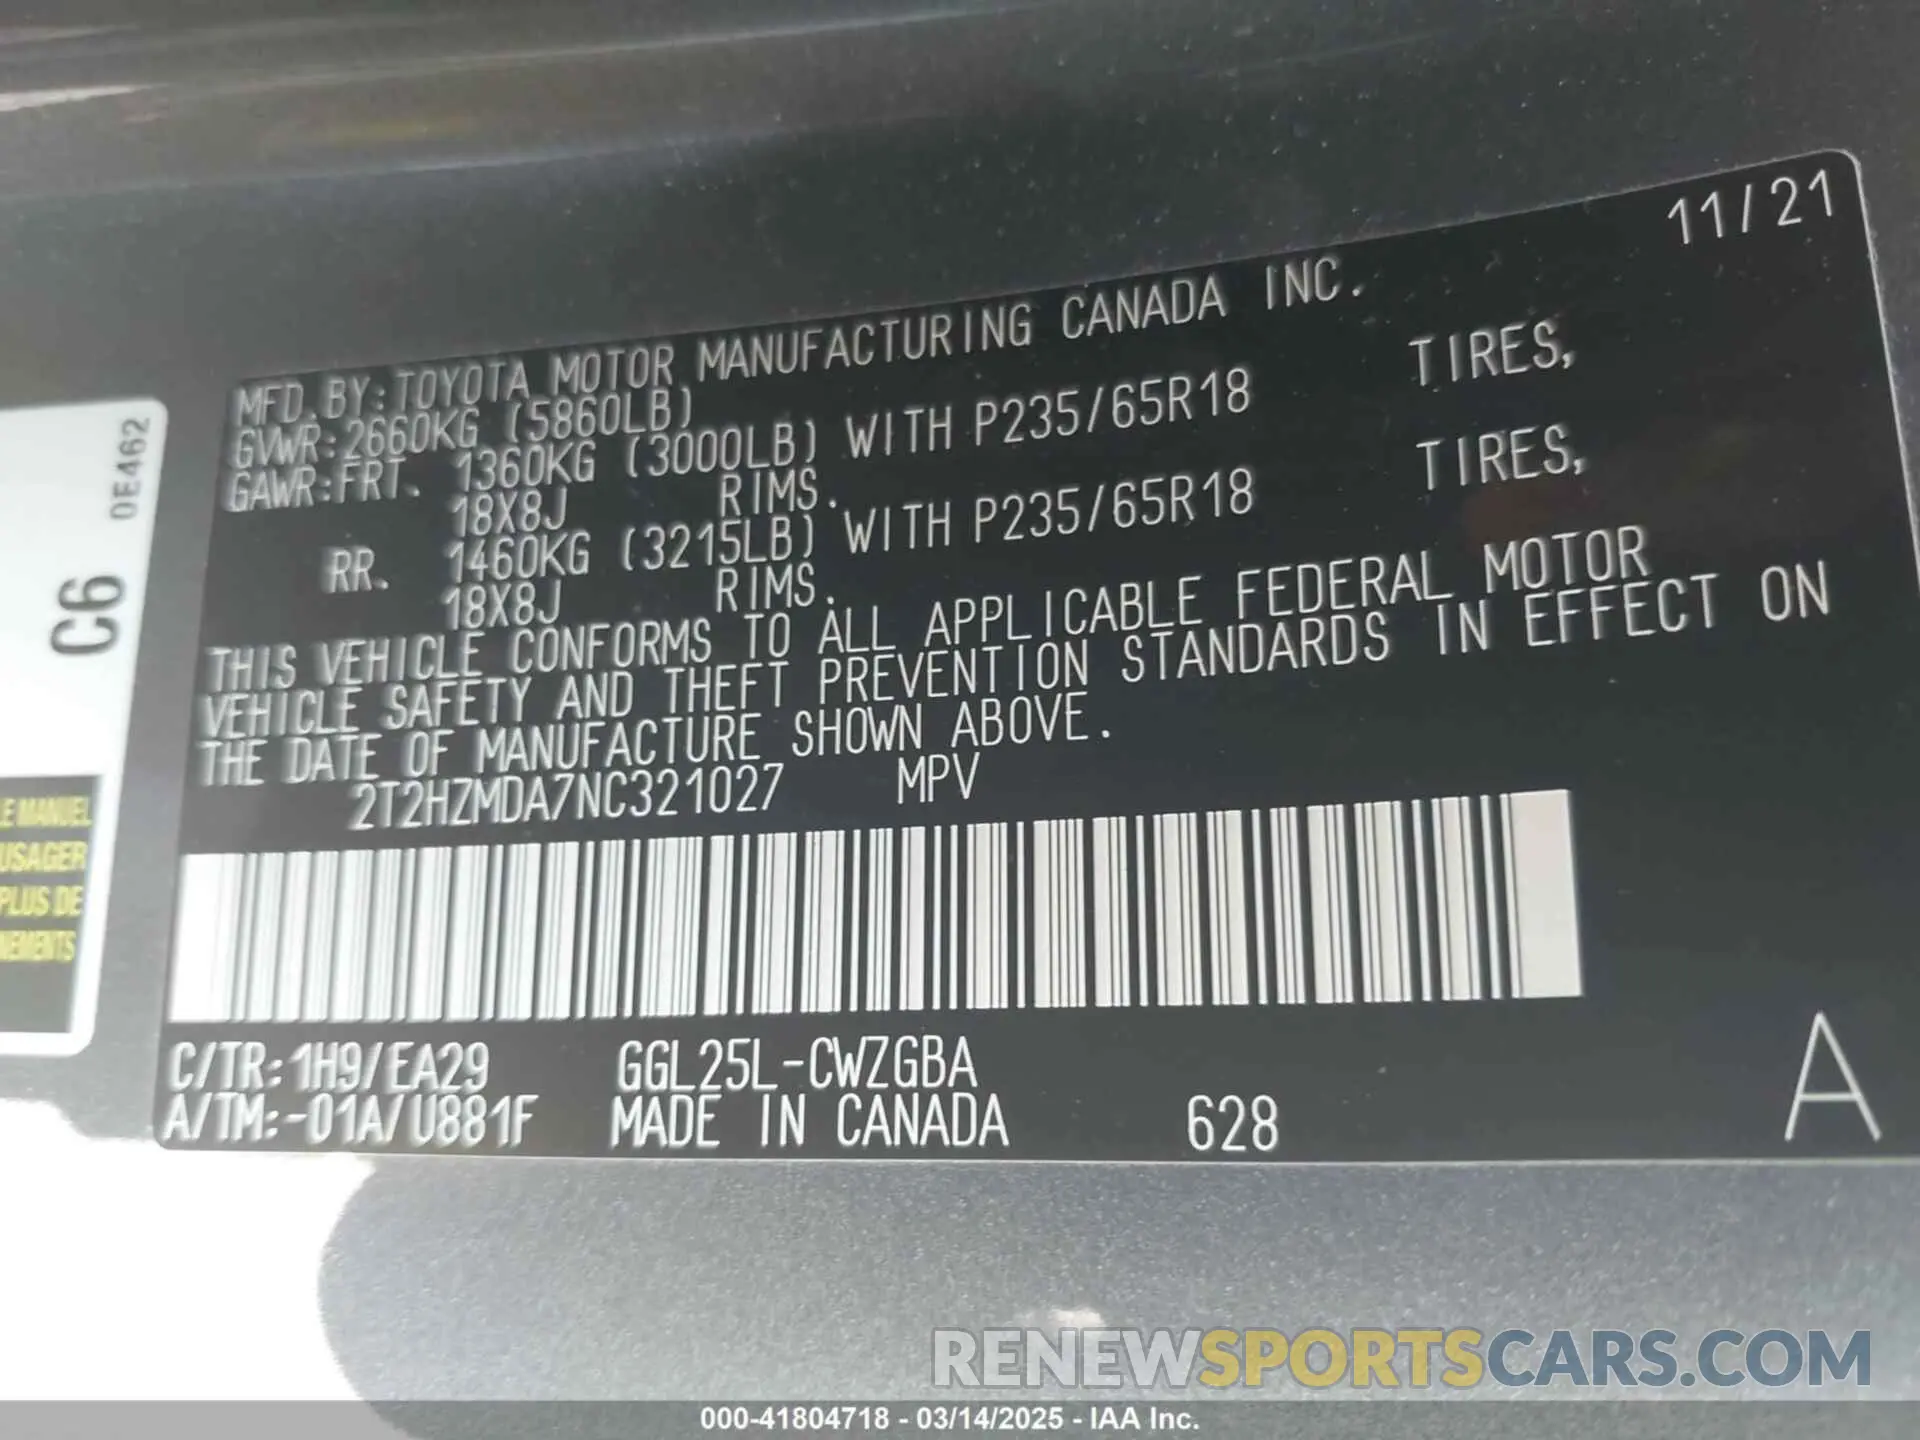 11/21
MFD. BY: TOYOTA MOTOR MANUFACTURING CANADA INC.
GVWR: 2660KG (5860LB)
GAWR: FRT. 1360KG (3000LB) WITH P235/65R18 TIRES,
18X8J RIMS.
RR. 1460KG (3215LB) WITH P235/65R18 TIRES,
18X8J RIMS.
THIS VEHICLE CONFORMS TO ALL APPLICABLE FEDERAL MOTOR
VEHICLE SAFETY AND THEFT PREVENTION STANDARDS IN EFFECT ON
THE DATE OF MANUFACTURE SHOWN ABOVE.
2T2HZMDA7NC321027 MPV
C/TR: 1H9/EA29 GGL25L-CWZGBA
A/TM: -01A/U881F MADE IN CANADA 628
A
0E462
C6
LE MANUEL
USAGER
PLUS DE
NEMENTS
RENEWSPORTSCARS.COM
000-41804718 - 03/14/2025 - IAA Inc.